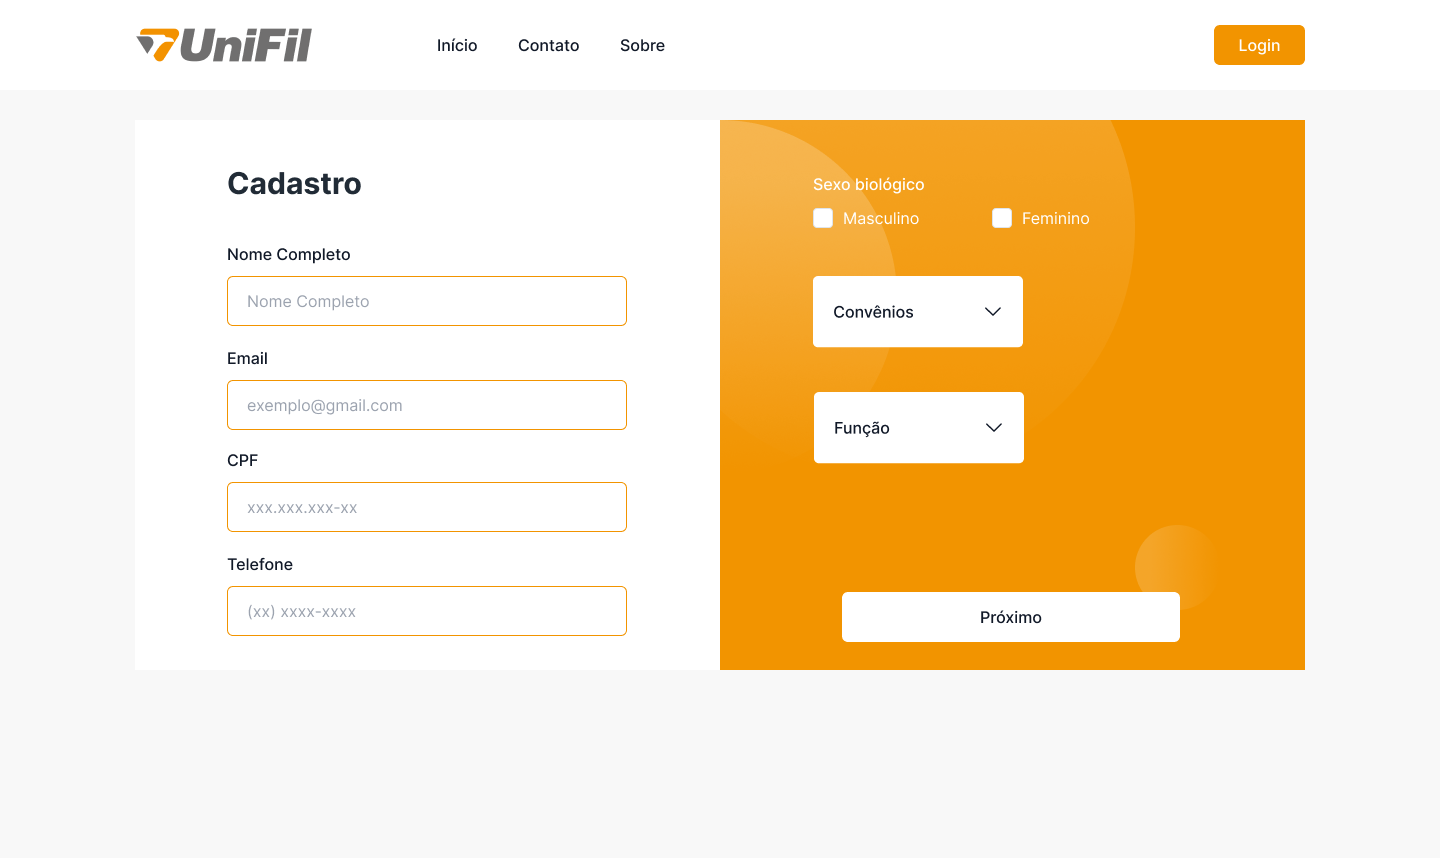 UniFil
Início Contato Sobre
Login
Cadastro
Nome Completo
Nome Completo
Email
exemplo@gmail.com
CPF
xxx.xxx.xxx-xx
Telefone
(xx) xxxx-xxxx
Sexo biológico
Masculino Feminino
Convênios
Função
Próximo